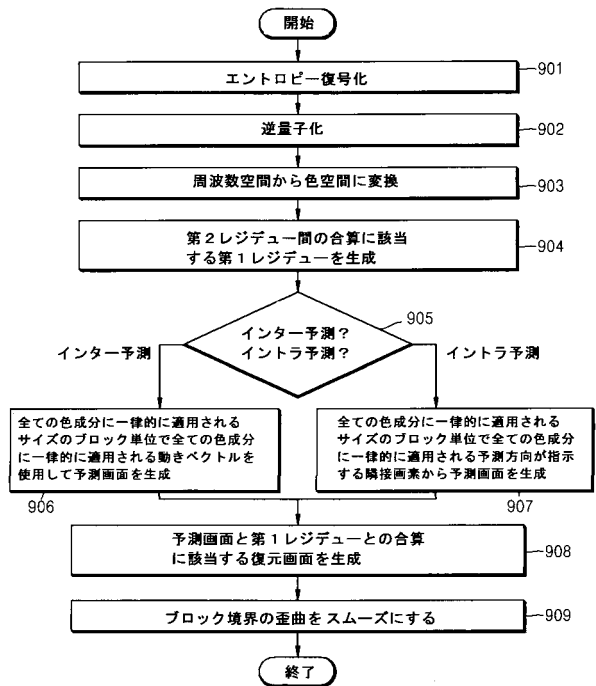 開始
エントロピー復号化
901
逆量子化
902
周波数空間から色空間に変換
903
第2レジデュー間の合算に該当
する第1レジデューを生成
904
905
インター予測?
イントラ予測?
インター予測
イントラ予測
全ての色成分に一律的に適用される
サイズのブロック単位で全ての色成分
に一律的に適用される動きベクトルを
使用して予測画面を生成
906
全ての色成分に一律的に適用される
サイズのブロック単位で全ての色成分
に一律的に適用される予測方向が指示
する隣接画素から予測画面を生成
907
予測画面と第1レジデューとの合算
に該当する復元画面を生成
908
ブロック境界の歪曲をスムーズにする
909
終了